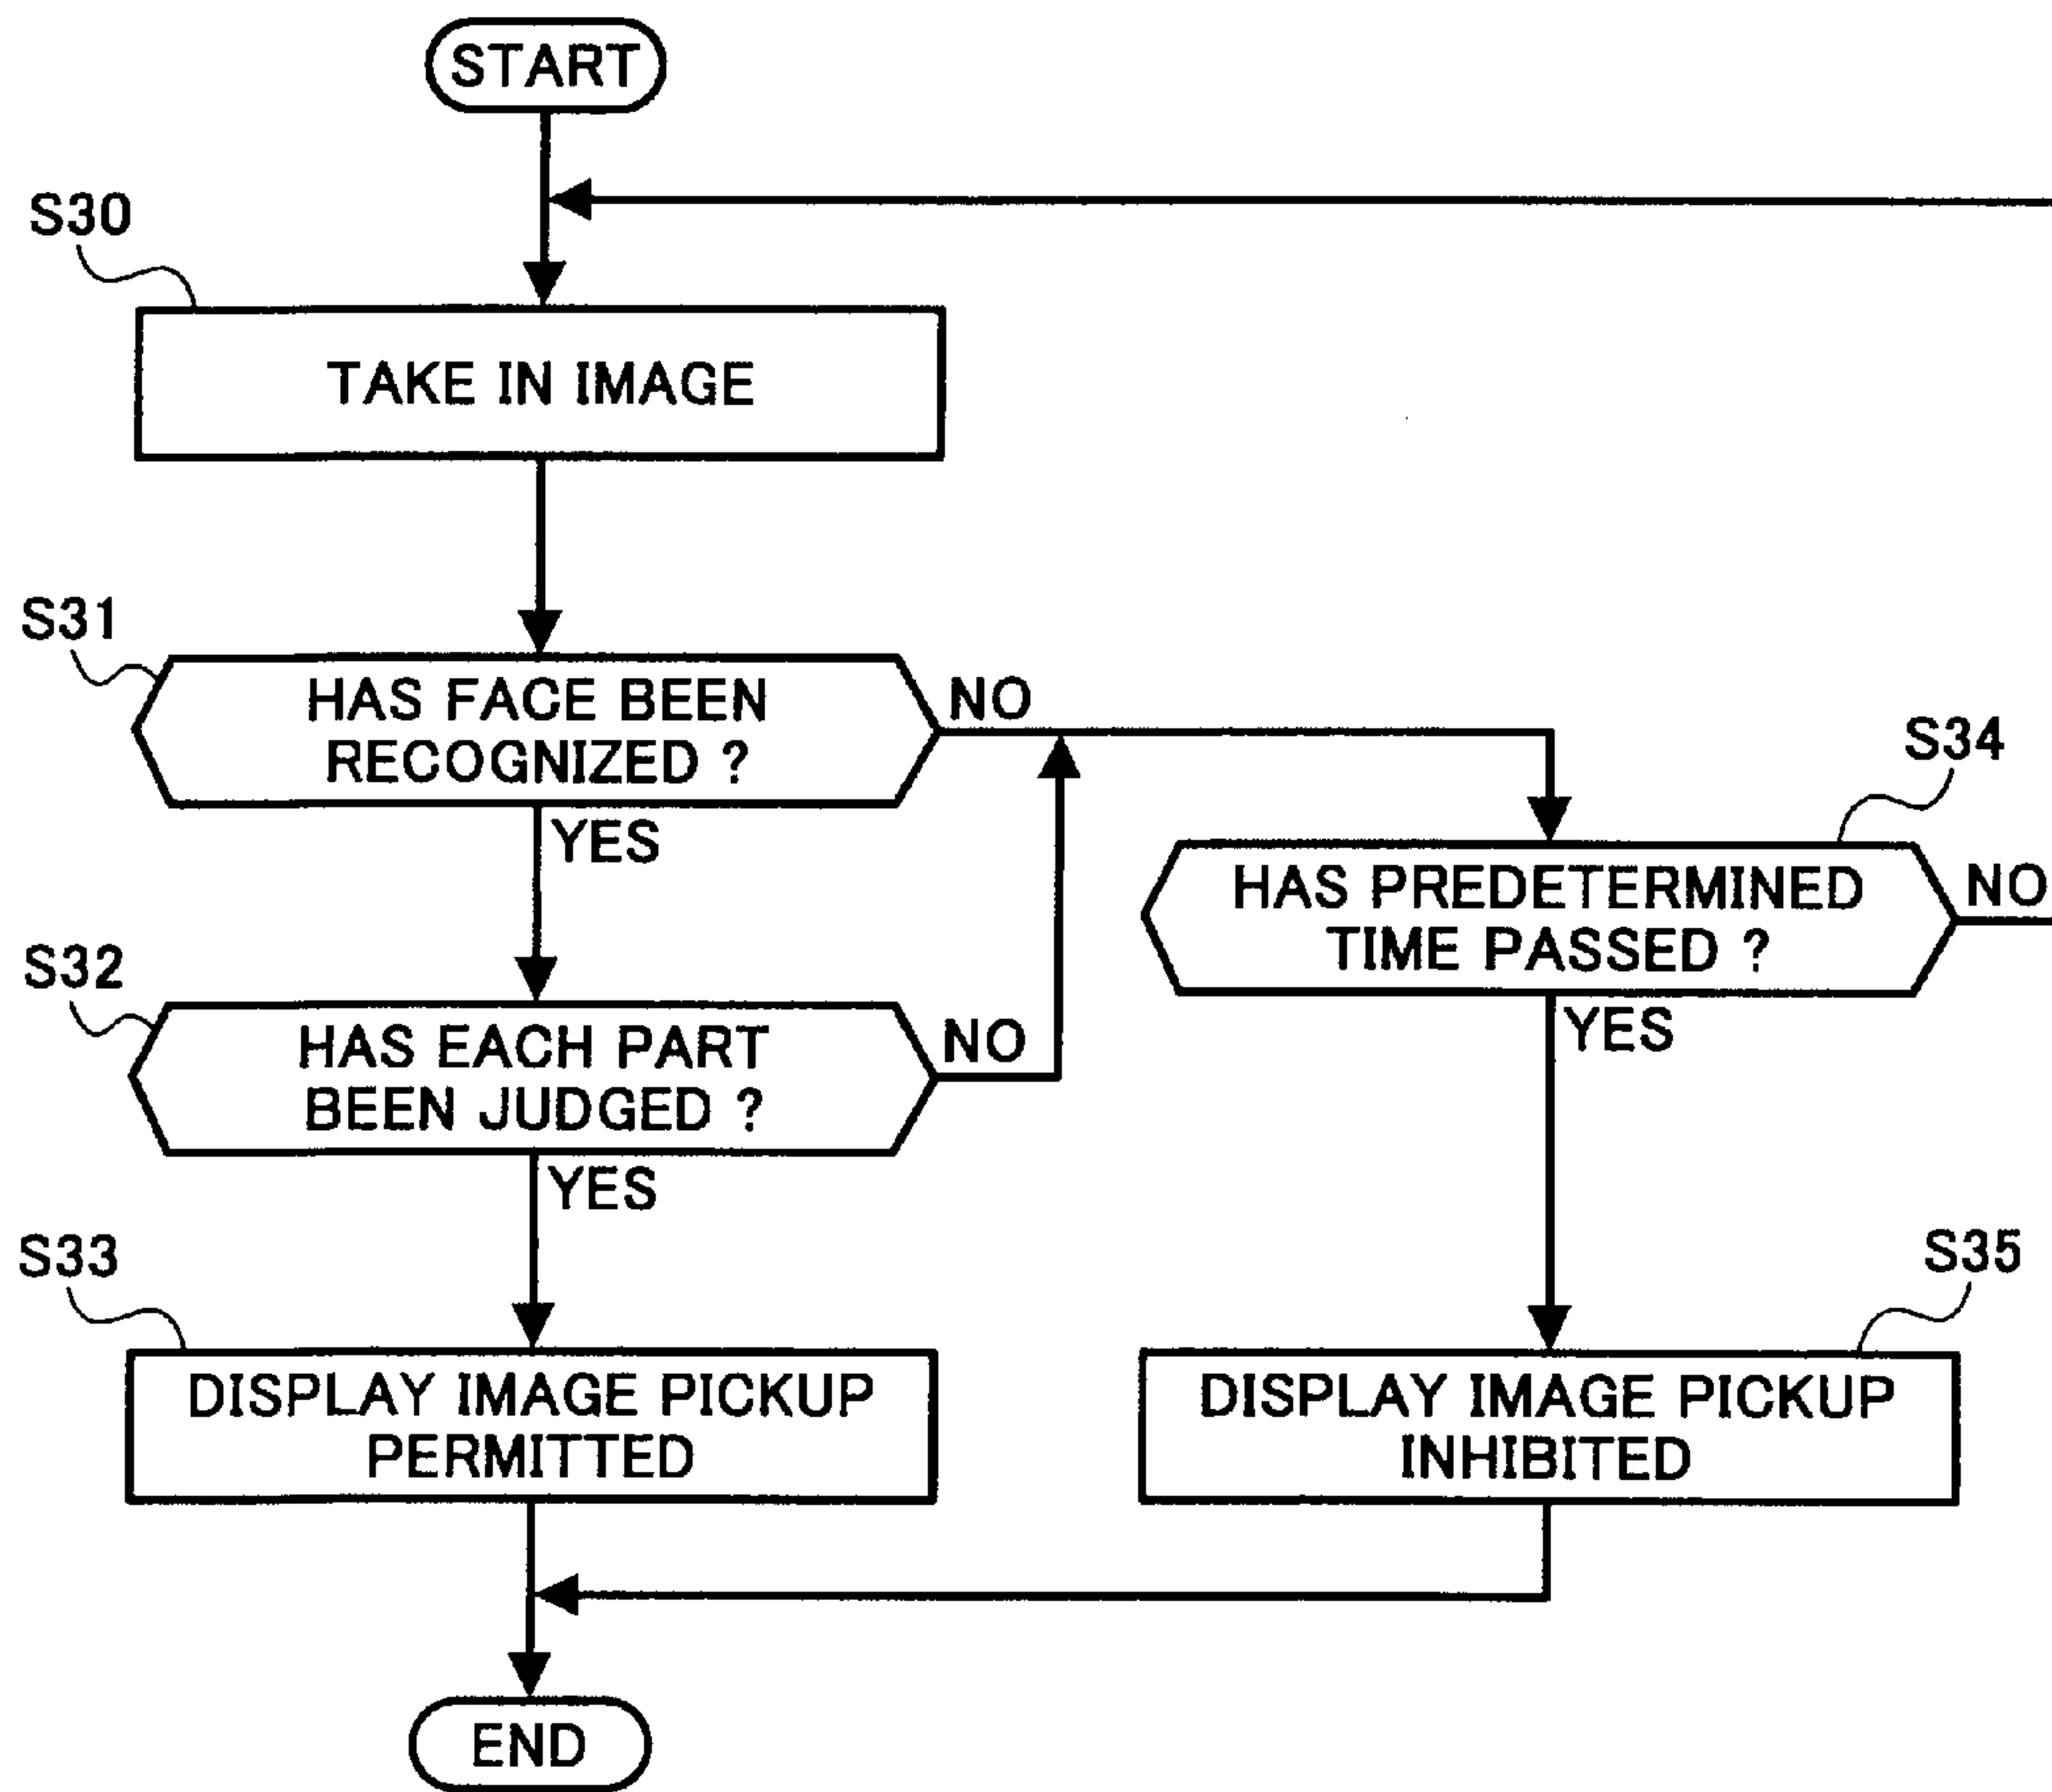 START
S30
TAKE IN IMAGE
S31
HAS FACE BEEN
RECOGNIZED ?
NO
YES
S34
HAS PREDETERMINED
TIME PASSED ?
NO
YES
S32
HAS EACH PART
BEEN JUDGED ?
NO
YES
S33
DISPLAY IMAGE PICKUP
PERMITTED
S35
DISPLAY IMAGE PICKUP
INHIBITED
END